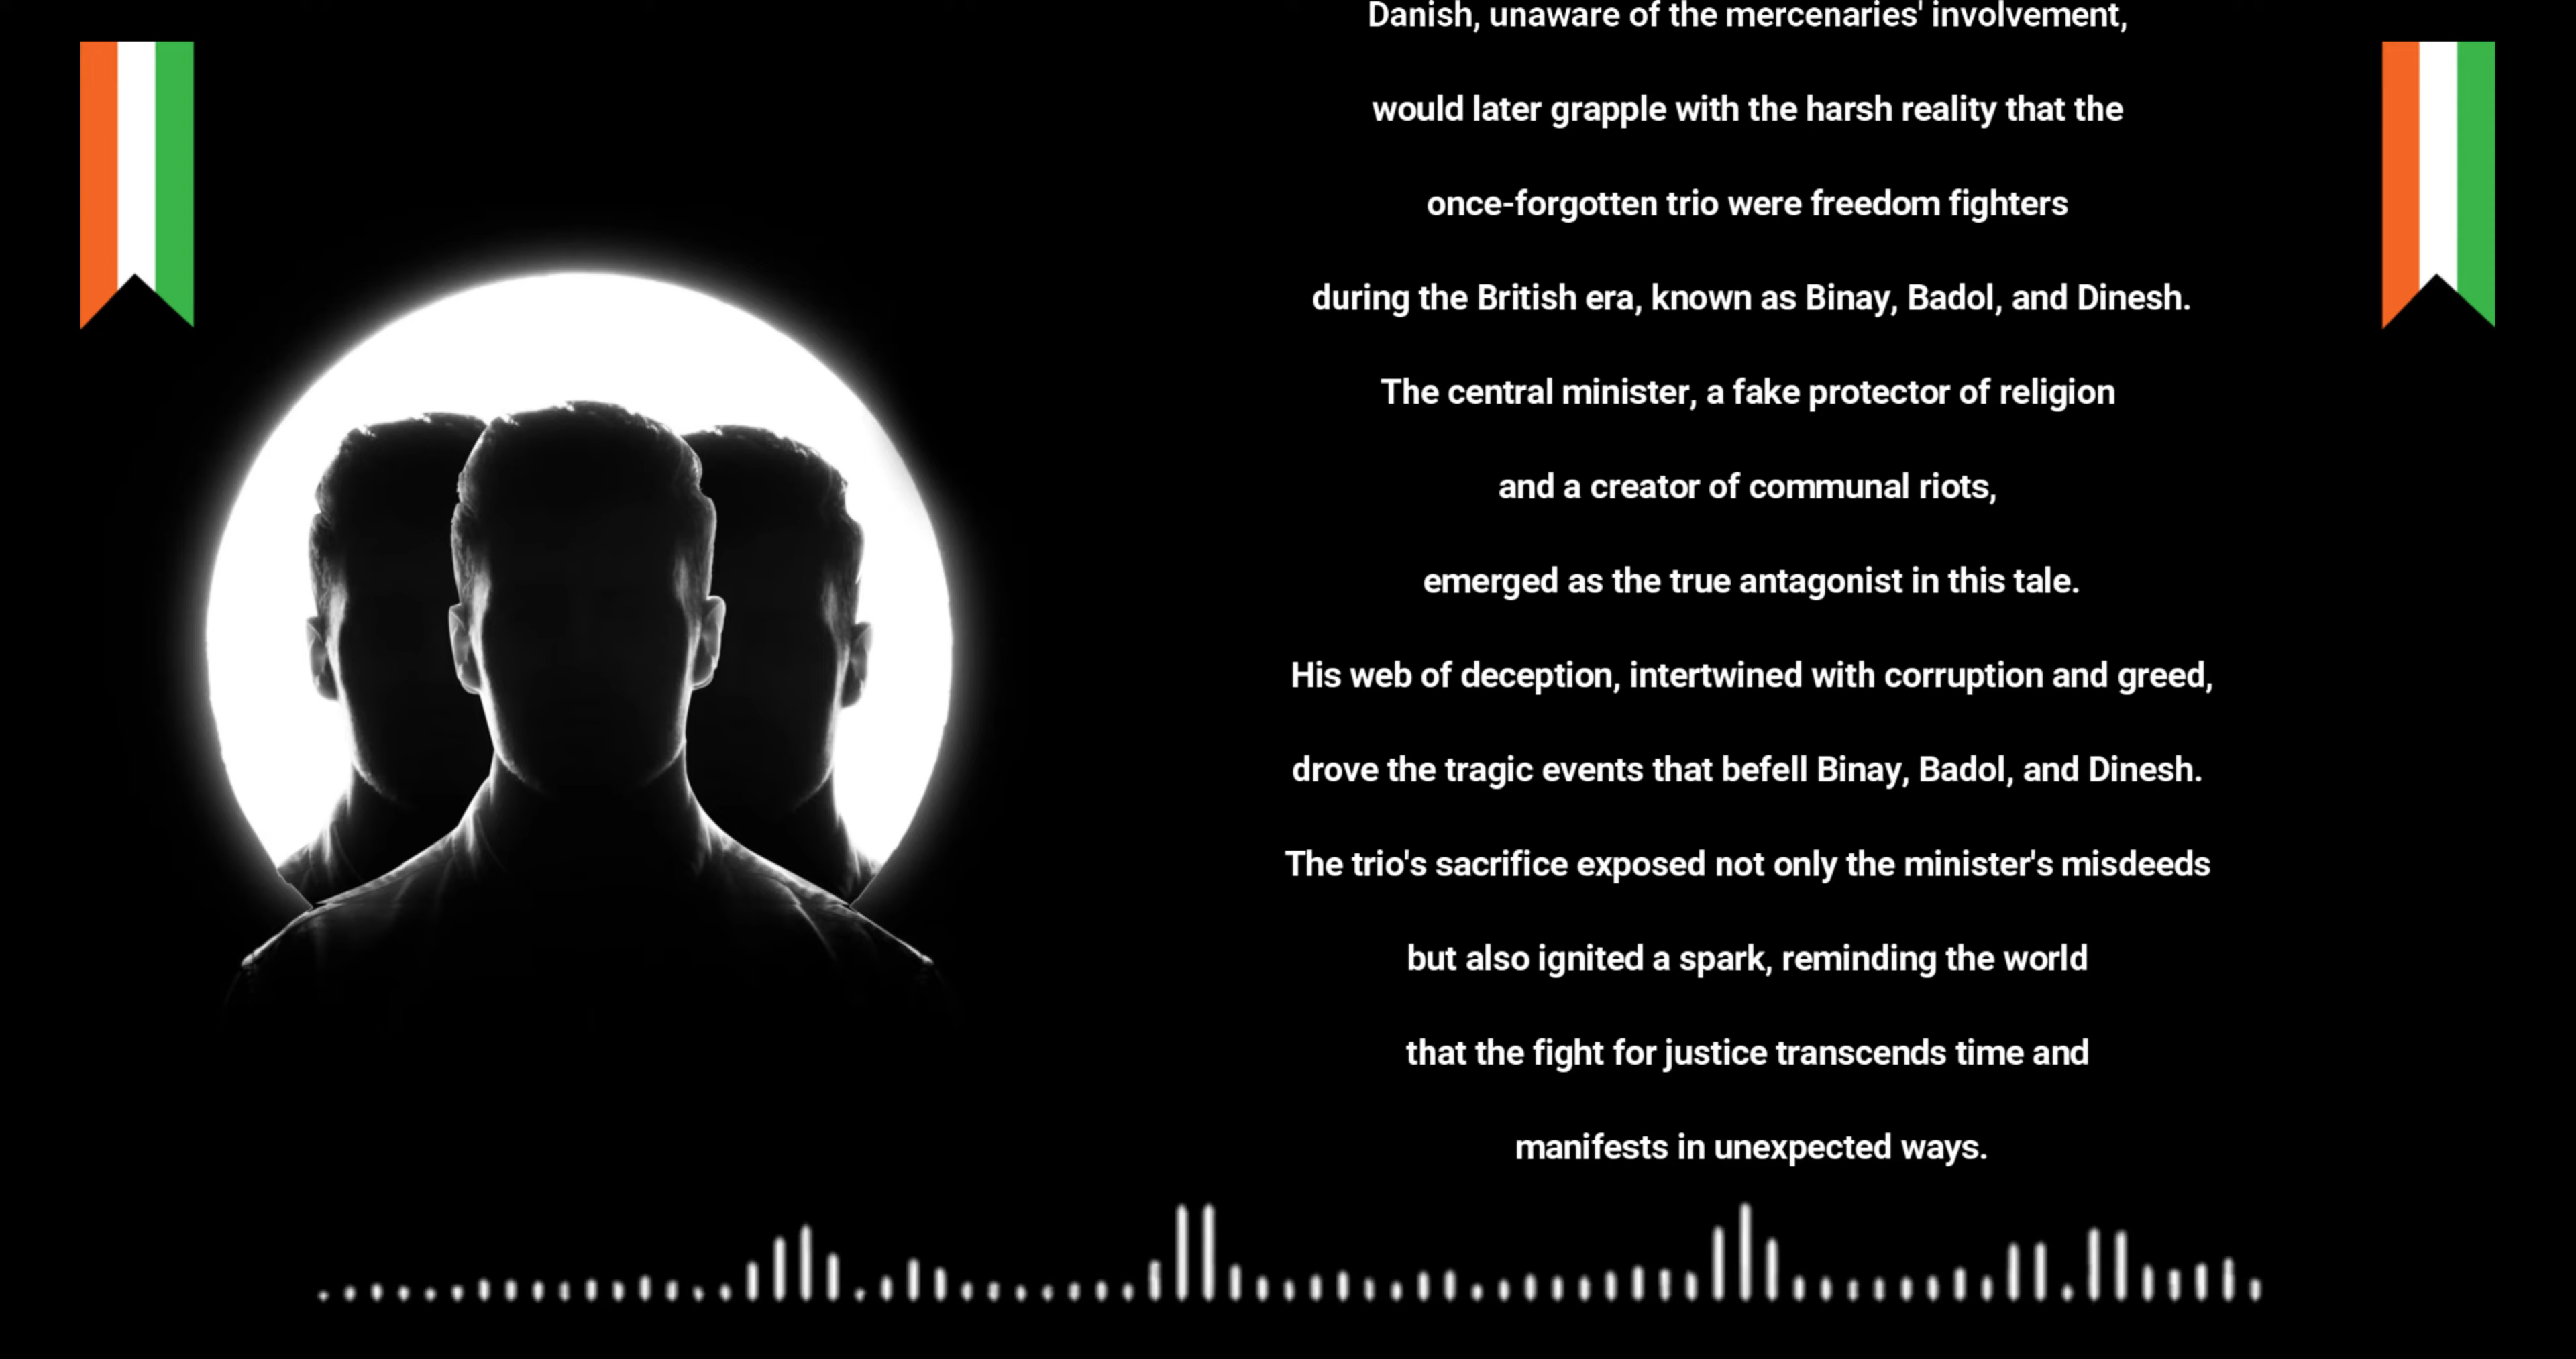 Danish, unaware of the mercenaries' involvement,
would later grapple with the harsh reality that the
once-forgotten trio were freedom fighters
during the British era, known as Binay, Badol, and Dinesh.
The central minister, a fake protector of religion
and a creator of communal riots,
emerged as the true antagonist in this tale.
His web of deception, intertwined with corruption and greed,
drove the tragic events that befell Binay, Badol, and Dinesh.
The trio's sacrifice exposed not only the minister's misdeeds
but also ignited a spark, reminding the world
that the fight for justice transcends time and
manifests in unexpected ways.